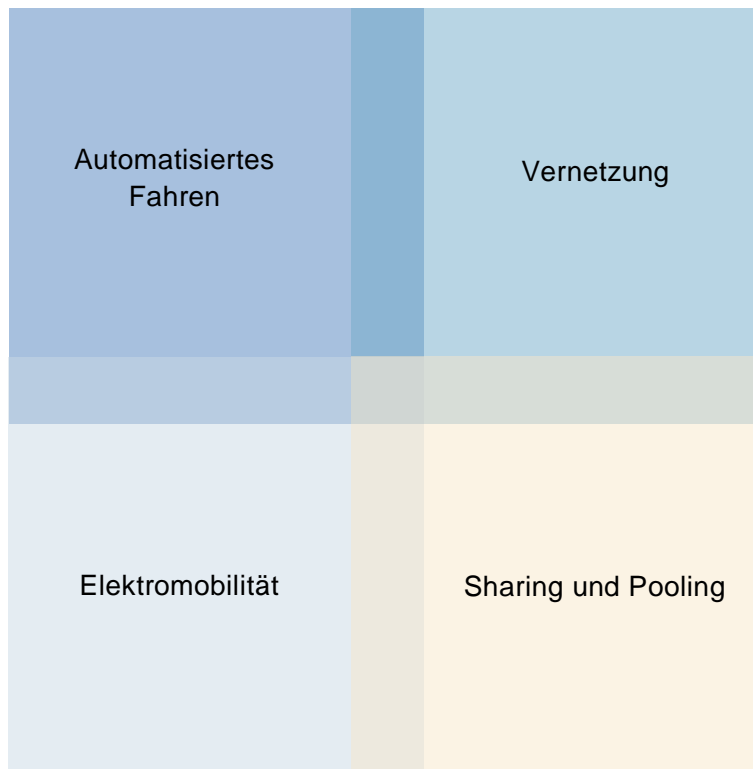 Automatisiertes
Fahren
Vernetzung
Elektromobilität
Sharing und Pooling